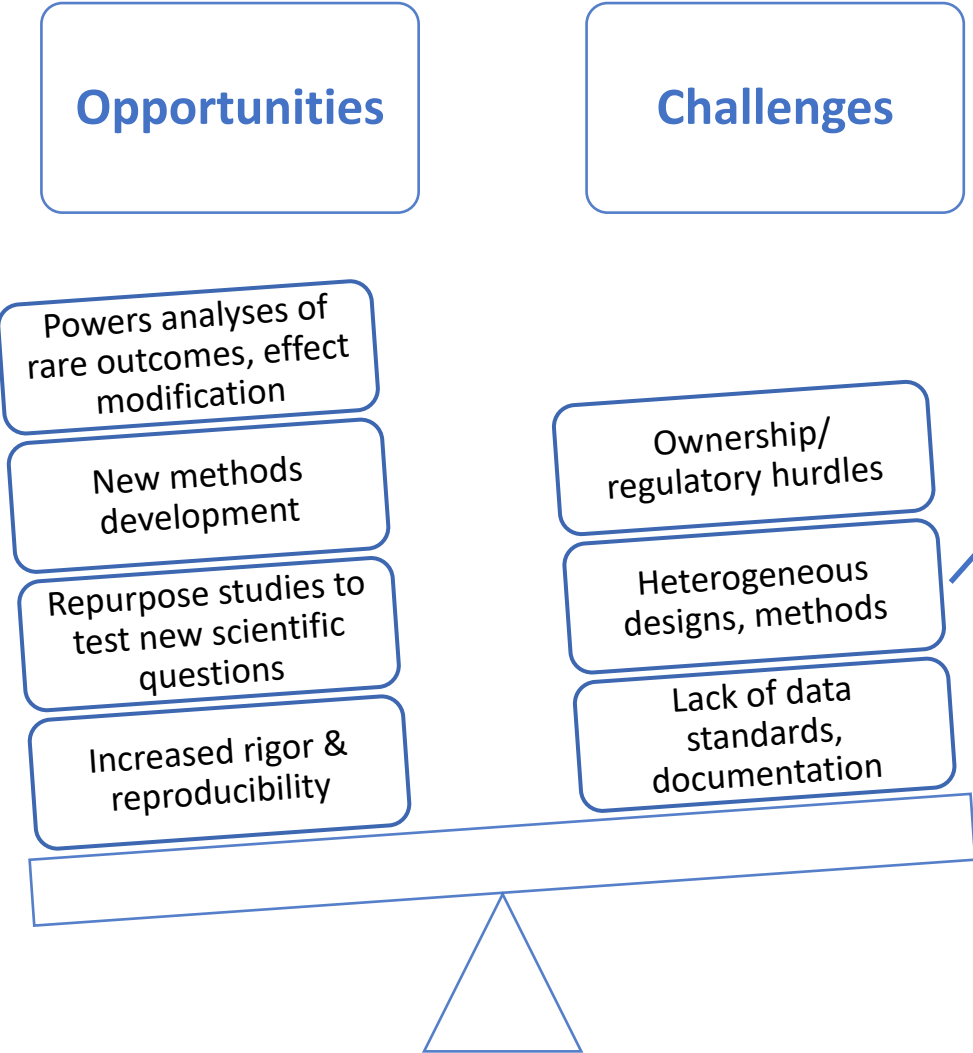 Opportunities
Challenges
Powers analyses of
rare outcomes, effect
modification
New methods
development
Repurpose studies to
test new scientific
questions
Increased rigor &
reproducibility
Ownership/
regulatory hurdles
Heterogeneous
designs, methods
Lack of data
standards,
documentation